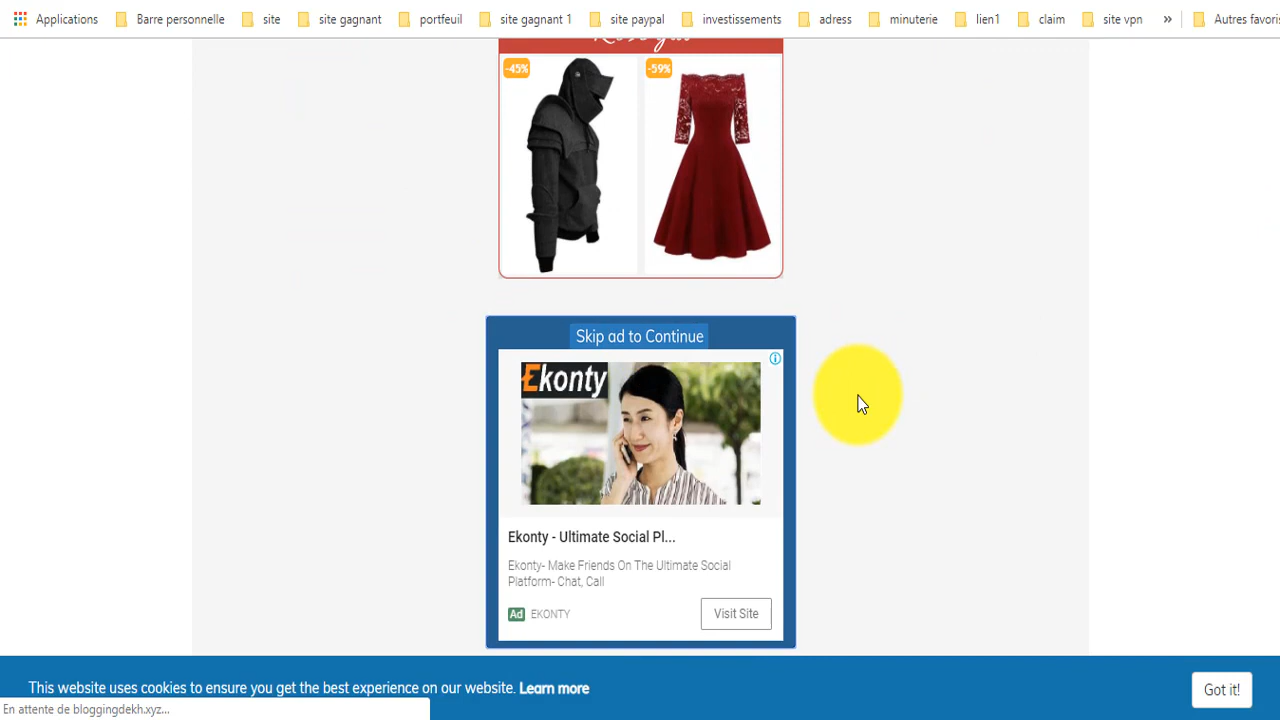 Applications Barre personnelle site site gagnant portfeuil site gagnant 1 site paypal investissements adress minuterie lien1 claim site vpn » Autres favoris
-45% -59%
Skip ad to Continue
Ekonty
Ekonty - Ultimate Social Pl...
Ekonty- Make Friends On The Ultimate Social
Platform- Chat, Call
Ad EKONTY Visit Site
This website uses cookies to ensure you get the best experience on our website. Learn more Got it!
En attente de bloggingdekh.xyz...